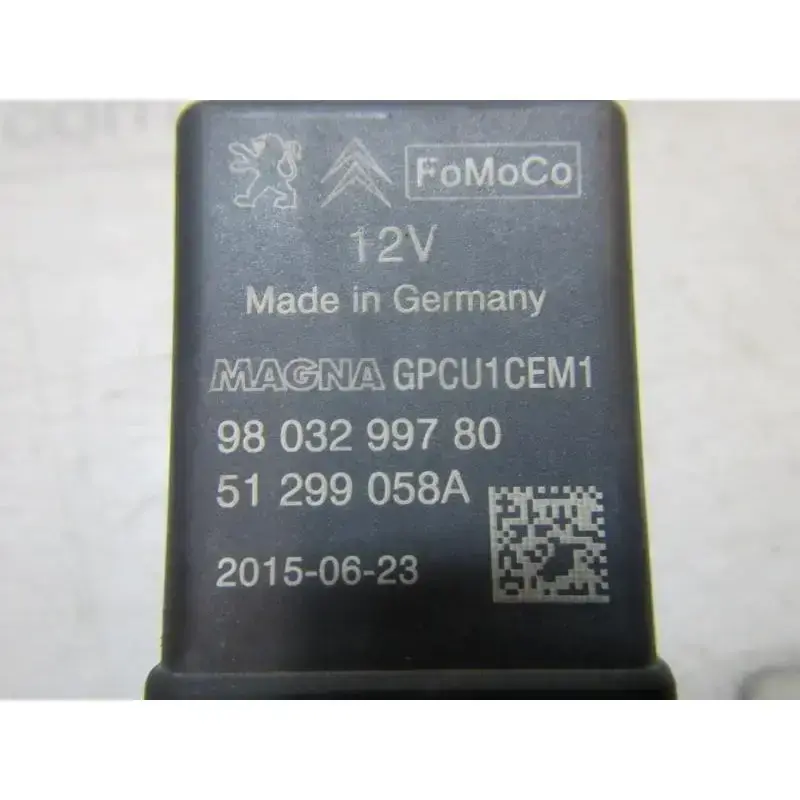 FoMoCo
12V
Made in Germany
MAGNA GPCU1CEM1
98 032 997 80
51 299 058A
2015-06-23